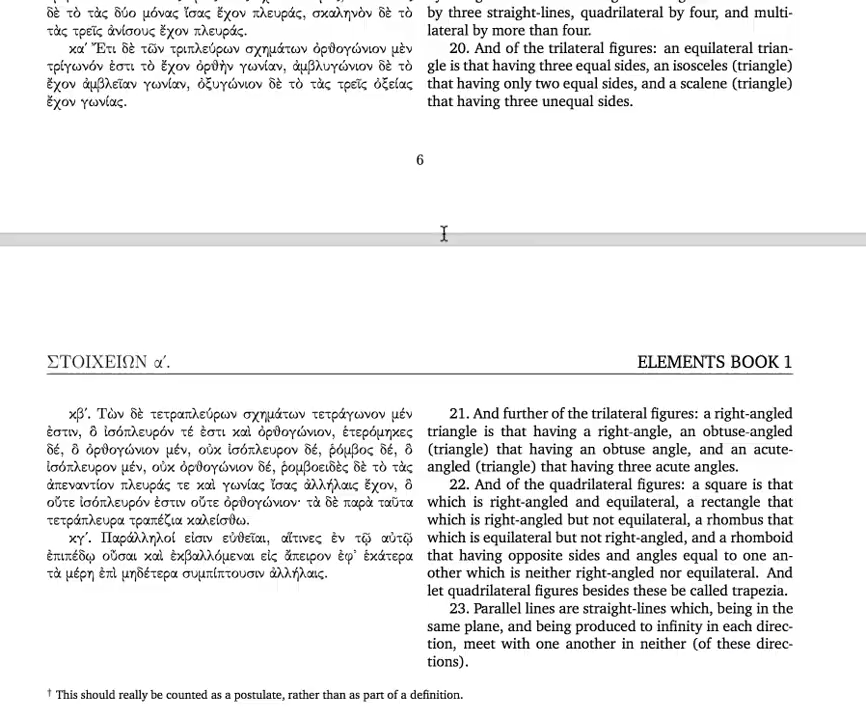 δὲ τὸ τὰς δύο μόνας ἴσας ἔχον πλευράς, σκαληνὸν δὲ τὸ
τὰς τρεῖς ἀνίσους ἔχον πλευράς.
κα΄ Ἔτι δὲ τῶν τριπλεύρων σχημάτων ὀρθογώνιον μὲν
τρίγωνόν ἐστι τὸ ἔχον ὀρθὴν γωνίαν, ἀμβλυγώνιον δὲ τὸ
ἔχον ἀμβλεῖαν γωνίαν, ὀξυγώνιον δὲ τὸ τὰς τρεῖς ὀξείας
ἔχον γωνίας.
by three straight-lines, quadrilateral by four, and multi-
lateral by more than four.
20. And of the trilateral figures: an equilateral trian-
gle is that having three equal sides, an isosceles (triangle)
that having only two equal sides, and a scalene (triangle)
that having three unequal sides.
6
ΣΤΟΙΧΕΙΩΝ α΄.
ELEMENTS BOOK 1
κβ΄. Τὼν δὲ τετραπλεύρων σχημάτων τετράγωνον μέν
ἐστιν, ὃ ἰσόπλευρόν τέ ἐστι καὶ ὀρθογώνιον, ἑτερόμηκες
δέ, ὃ ὀρθογώνιον μέν, οὐκ ἰσόπλευρον δέ, ῥόμβος δέ, ὃ
ἰσόπλευρον μέν, οὐκ ὀρθογώνιον δέ, ῥομβοειδὲς δὲ τὸ τὰς
ἀπεναντίον πλευράς τε καὶ γωνίας ἴσας ἀλλήλαις ἔχον, ὃ
οὔτε ἰσόπλευρόν ἐστιν οὔτε ὀρθογώνιον· τὰ δὲ παρὰ ταῦτα
τετράπλευρα τραπέζια καλείσθω.
κγ΄. Παράλληλοί εἰσιν εὐθεῖαι, αἵτινες ἐν τῷ αὐτῷ
ἐπιπέδῳ οὖσαι καὶ ἐκβαλλόμεναι εἰς ἄπειρον ἐφ᾿ ἑκάτερα
τὰ μέρη ἐπὶ μηδέτερα συμπίπτουσιν ἀλλήλαις.
21. And further of the trilateral figures: a right-angled
triangle is that having a right-angle, an obtuse-angled
(triangle) that having an obtuse angle, and an acute-
angled (triangle) that having three acute angles.
22. And of the quadrilateral figures: a square is that
which is right-angled and equilateral, a rectangle that
which is right-angled but not equilateral, a rhombus that
which is equilateral but not right-angled, and a rhomboid
that having opposite sides and angles equal to one an-
other which is neither right-angled nor equilateral. And
let quadrilateral figures besides these be called trapezia.
23. Parallel lines are straight-lines which, being in the
same plane, and being produced to infinity in each direc-
tion, meet with one another in neither (of these direc-
tions).
† This should really be counted as a postulate, rather than as part of a definition.